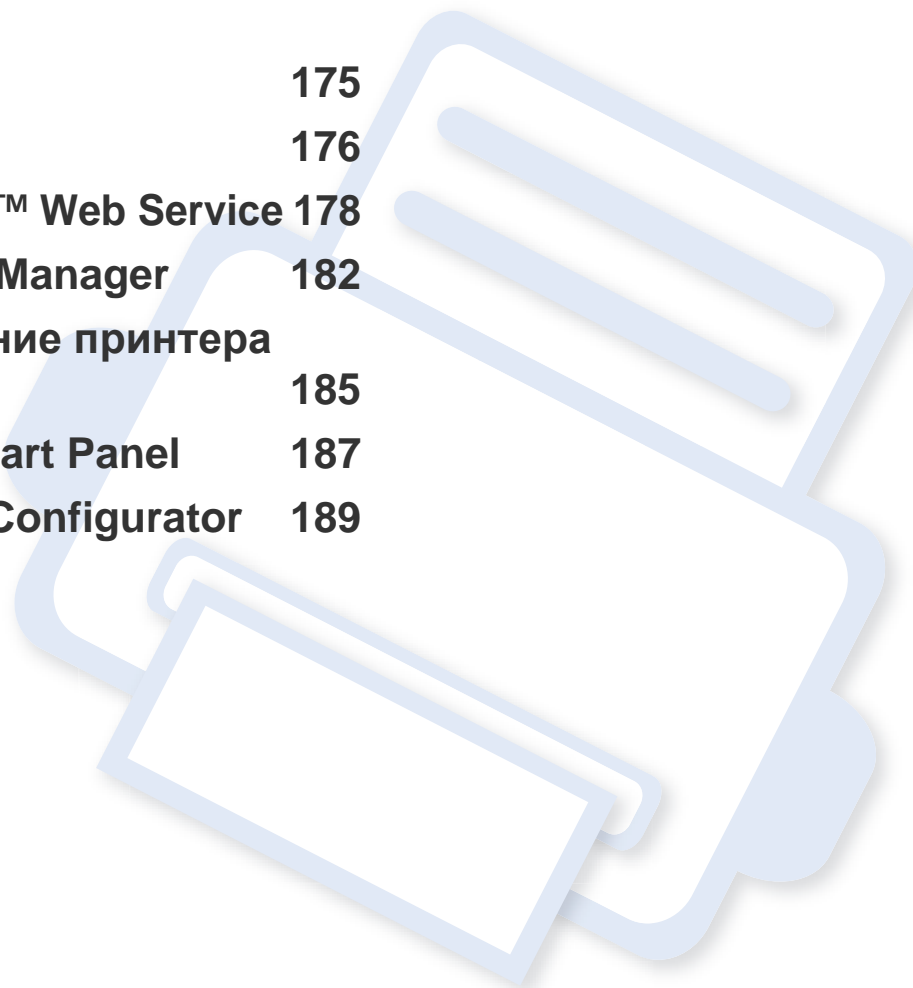 175
176
™ Web Service 178
Manager 182
ние принтера
185
art Panel 187
Configurator 189